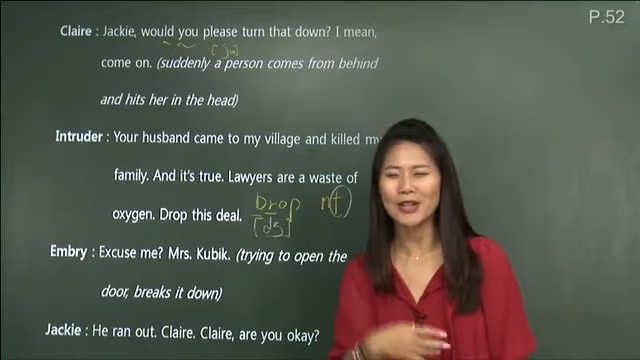 P.52
Claire : Jackie, would you please turn that down? I mean,
[ju]
come on. (suddenly a person comes from behind
and hits her in the head)
Intruder : Your husband came to my village and killed my
family. And it's true. Lawyers are a waste of
Drop n(t)
oxygen. Drop this deal.
[dʒ]
Embry : Excuse me? Mrs. Kubik. (trying to open the
door, breaks it down)
Jackie : He ran out. Claire. Claire, are you okay?